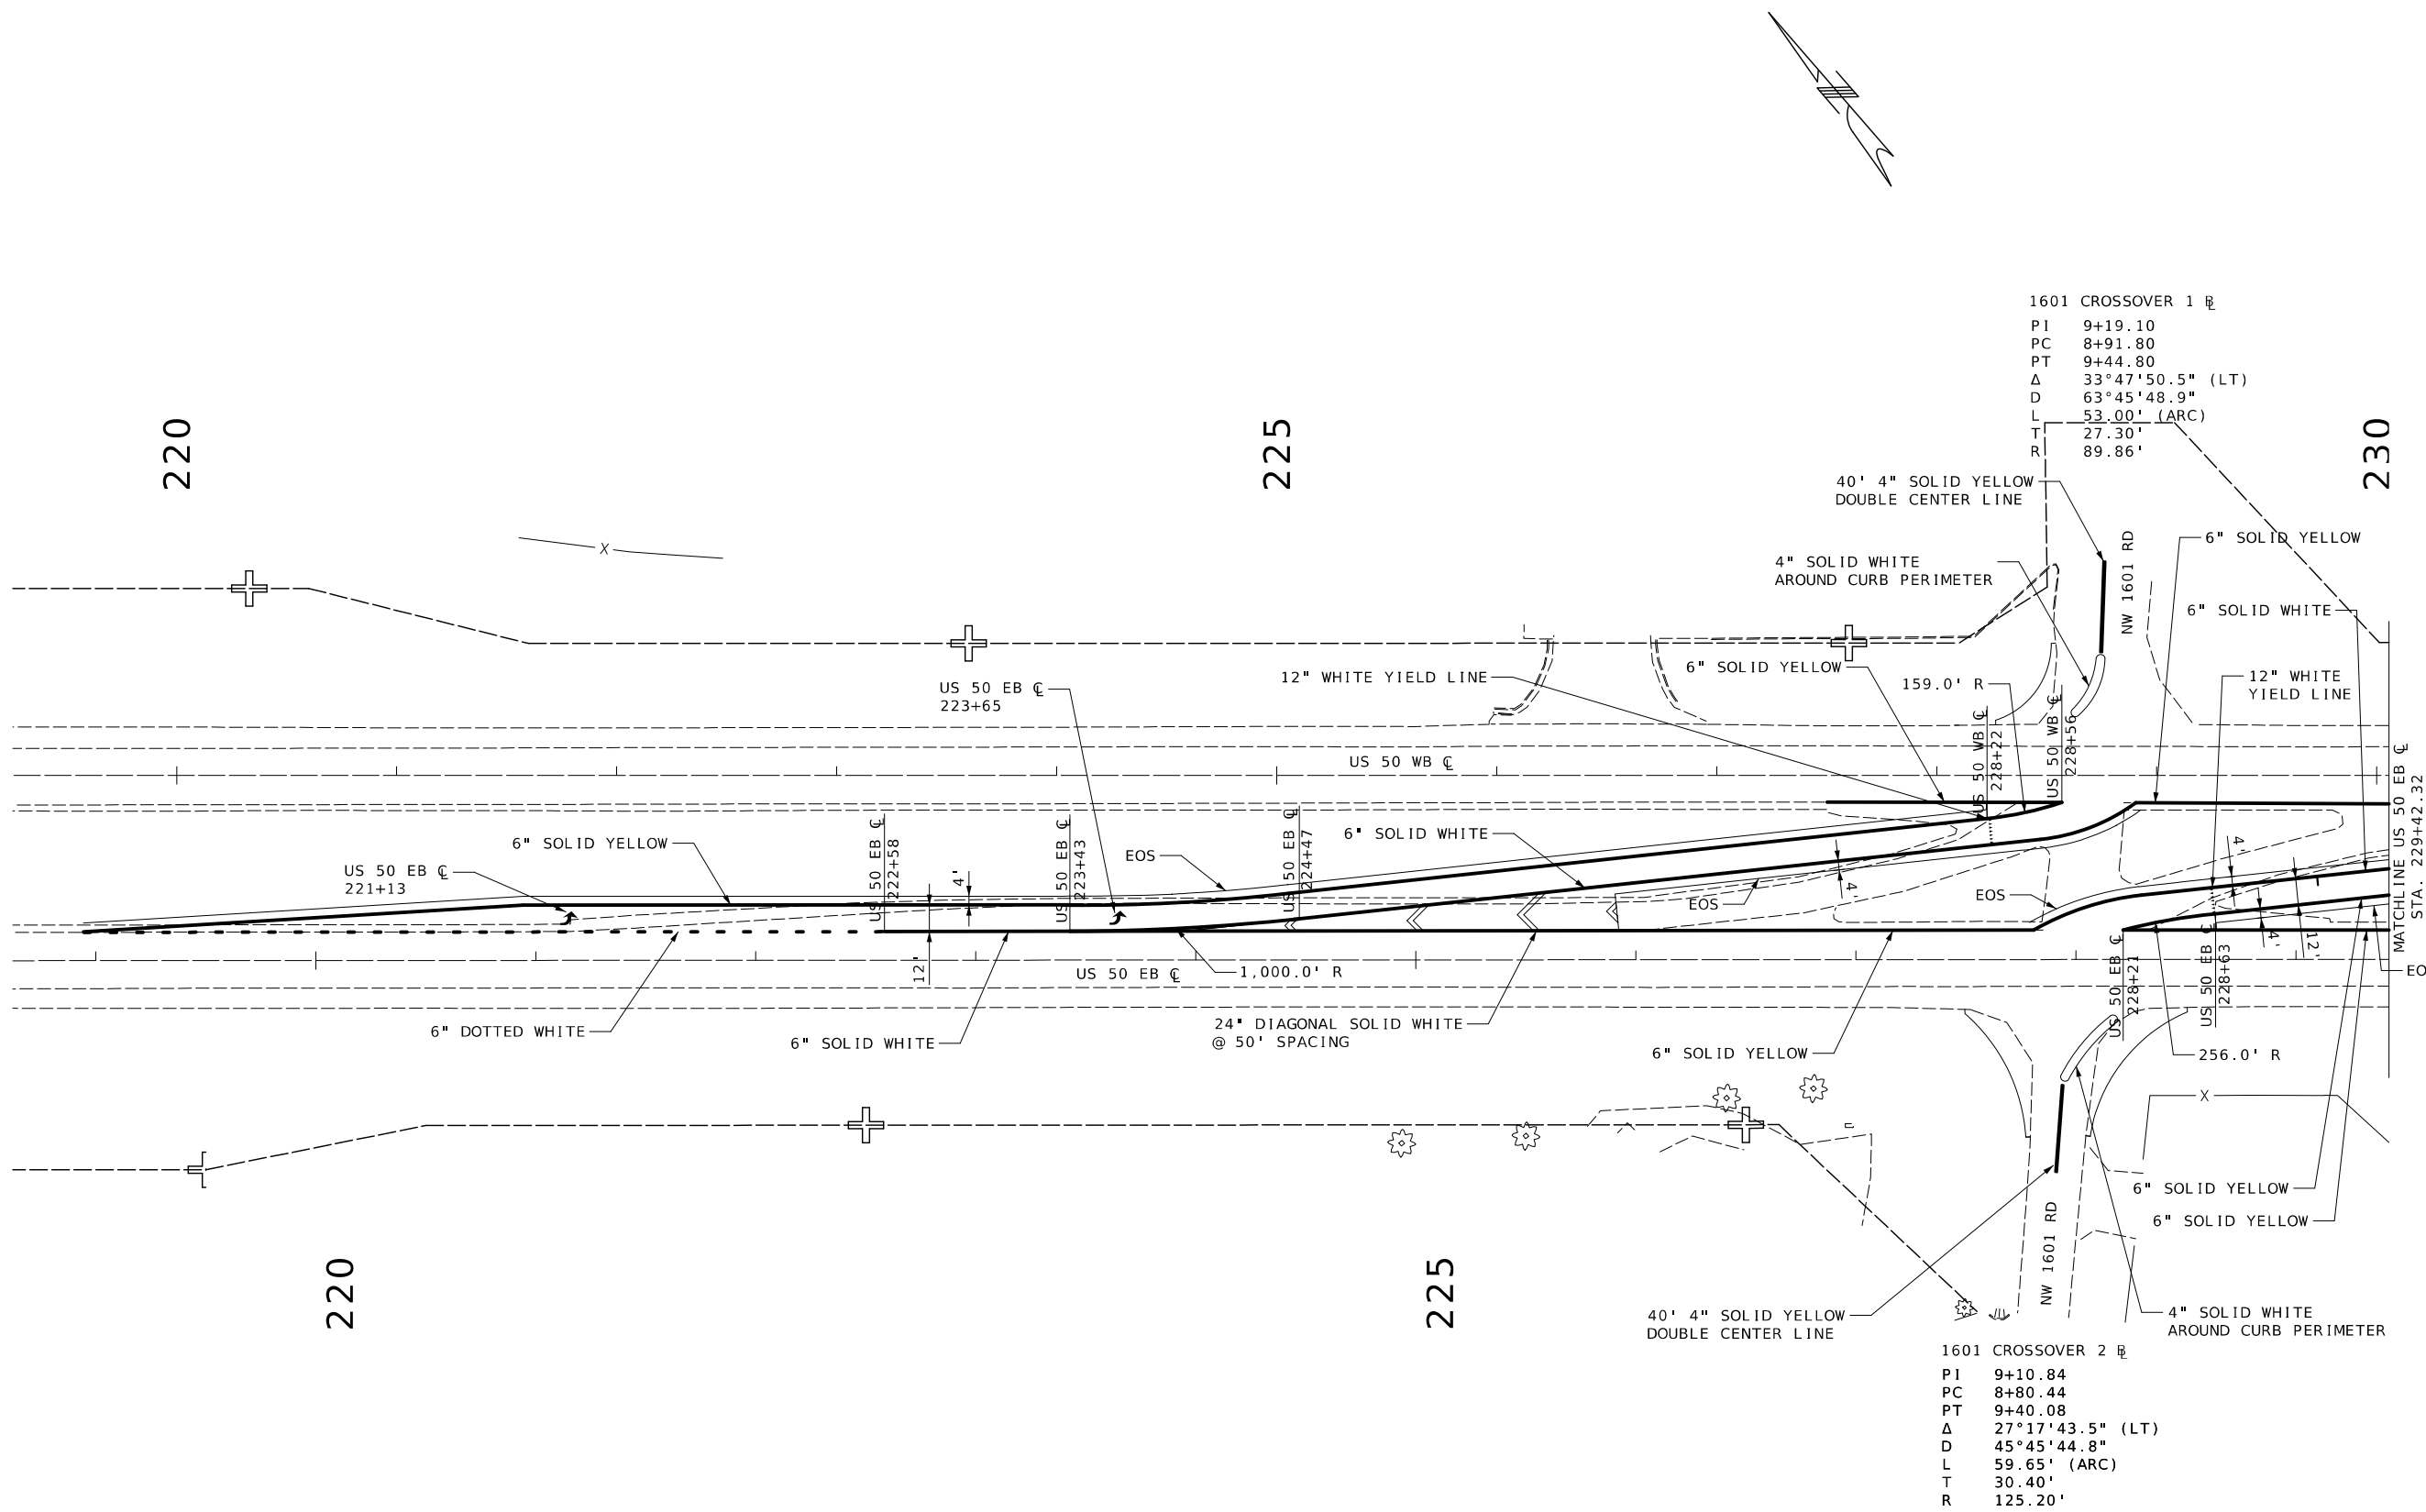 1601 CROSSOVER 1 ℄
PI 9+19.10
PC 8+91.80
PT 9+44.80
Δ 33°47'50.5" (LT)
D 63°45'48.9"
L 53.00' (ARC)
T 27.30'
R 89.86'
220
225
230
40' 4" SOLID YELLOW
DOUBLE CENTER LINE
6" SOLID YELLOW
4" SOLID WHITE
AROUND CURB PERIMETER
NW 1601 RD
6" SOLID WHITE
X
12" WHITE YIELD LINE
6" SOLID YELLOW
159.0' R
12" WHITE
YIELD LINE
US 50 EB ℄
223+65
US 50 WB ℄
228+22
US 50 WB ℄
228+56
US 50 WB ℄
MATCHLINE US 50 EB ℄
STA. 229+42.32
6" SOLID YELLOW
US 50 EB ℄
221+13
US 50 EB ℄
222+58
4'
12'
US 50 EB ℄
223+43
EOS
US 50 EB ℄
224+47
6" SOLID WHITE
EOS
4'
EOS
4'
4'
12'
US 50 EB ℄
1,000.0' R
6" DOTTED WHITE
6" SOLID WHITE
24" DIAGONAL SOLID WHITE
@ 50' SPACING
6" SOLID YELLOW
US 50 EB ℄
228+21
US 50 EB ℄
228+63
EO
256.0' R
X
6" SOLID YELLOW
6" SOLID YELLOW
NW 1601 RD
220
225
40' 4" SOLID YELLOW
DOUBLE CENTER LINE
4" SOLID WHITE
AROUND CURB PERIMETER
1601 CROSSOVER 2 ℄
PI 9+10.84
PC 8+80.44
PT 9+40.08
Δ 27°17'43.5" (LT)
D 45°45'44.8"
L 59.65' (ARC)
T 30.40'
R 125.20'